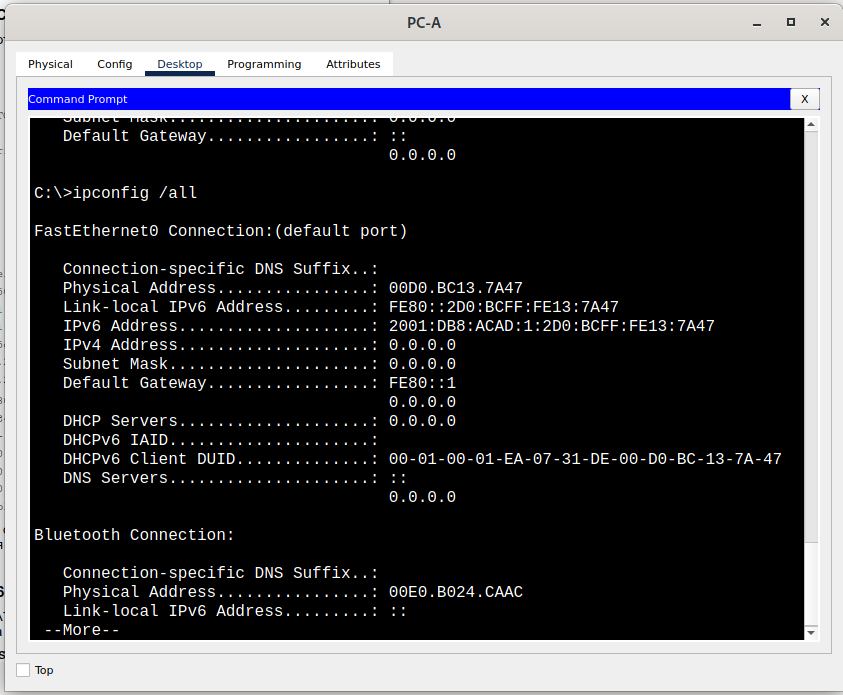 PC-A
Physical Config Desktop Programming Attributes
Command Prompt X
Subnet Mask......................: 0.0.0.0
Default Gateway.................: ::
0.0.0.0
C:\>ipconfig /all
FastEthernet0 Connection:(default port)
Connection-specific DNS Suffix..:
Physical Address................: 00D0.BC13.7A47
Link-local IPv6 Address.........: FE80::2D0:BCFF:FE13:7A47
IPv6 Address....................: 2001:DB8:ACAD:1:2D0:BCFF:FE13:7A47
IPv4 Address....................: 0.0.0.0
Subnet Mask.....................: 0.0.0.0
Default Gateway.................: FE80::1
0.0.0.0
DHCP Servers....................: 0.0.0.0
DHCPv6 IAID.....................:
DHCPv6 Client DUID..............: 00-01-00-01-EA-07-31-DE-00-D0-BC-13-7A-47
DNS Servers.....................: ::
0.0.0.0
Bluetooth Connection:
Connection-specific DNS Suffix..:
Physical Address................: 00E0.B024.CAAC
Link-local IPv6 Address.........: ::
--More--
Top